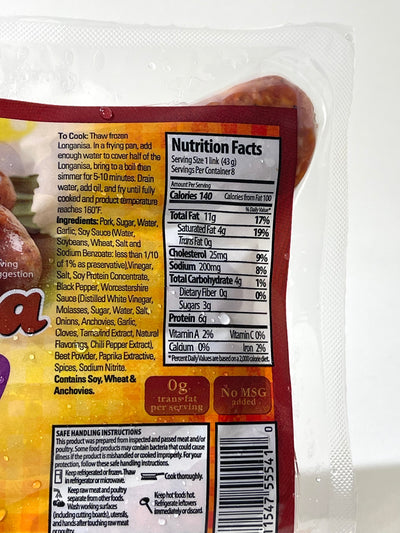 To Cook: Thaw frozen
Longanisa. In a frying pan, add
enough water to cover half of the
Longanisa, bring to a boil then
simmer for 5-10 minutes. Drain
water, add oil, and fry until fully
cooked and product temperature
reaches 160°F.
Ingredients: Pork, Sugar, Water,
Garlic, Soy Sauce (Water,
Soybeans, Wheat, Salt and
Sodium Benzoate: less than 1/10
of 1% as preservative), Vinegar,
Salt, Soy Protein Concentrate,
Black Pepper, Worcestershire
Sauce (Distilled White Vinegar,
Molasses, Sugar, Water, Salt,
Onions, Anchovies, Garlic,
Cloves, Tamarind Extract, Natural
Flavorings, Chili Pepper Extract),
Beet Powder, Paprika Extractive,
Spices, Sodium Nitrite.
Contains Soy, Wheat &
Anchovies.
Nutrition Facts
Serving Size 1 link (43 g)
Servings Per Container 8
Amount Per Serving
Calories 140 Calories from Fat 100
% Daily Value*
Total Fat 11g 17%
Saturated Fat 4g 19%
Trans Fat 0g
Cholesterol 25mg 9%
Sodium 200mg 8%
Total Carbohydrate 4g 1%
Dietary Fiber 0g 0%
Sugars 3g
Protein 6g
Vitamin A 2% Vitamin C 0%
Calcium 0% Iron 2%
*Percent Daily Values are based on a 2,000 calorie diet.
ving
ggestion
a
0g
trans-fat
per serving
No MSG
added
SAFE HANDLING INSTRUCTIONS
This product was prepared from inspected and passed meat and/or
poultry. Some food products may contain bacteria that could cause
illness if the product is mishandled or cooked improperly. For your
protection, follow these safe handling instructions.
Keep refrigerated or frozen. Thaw
in refrigerator or microwave.
Keep raw meat and poultry
separate from other foods.
Wash working surfaces
(including cutting boards), utensils,
and hands after touching raw meat
or poultry.
Cook thoroughly.
Keep hot foods hot.
Refrigerate leftovers
immediately or discard.
11547 55541 0